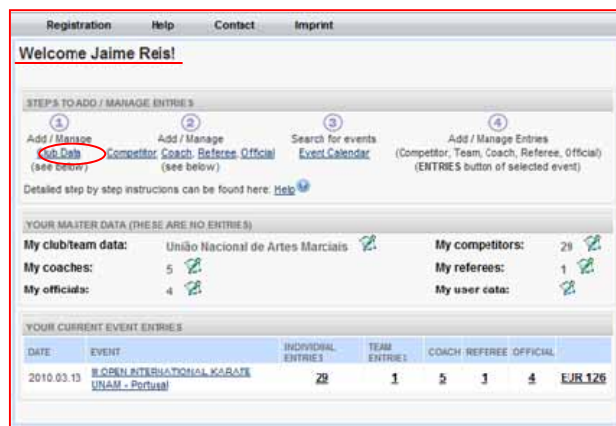 Registration Help Contact Imprint
Welcome Jaime Reis!
STEPS TO ADD / MANAGE ENTRIES
1 2 3 4
Add / Manage Add / Manage Search for events Add / Manage Entries
Club Data Competitor, Coach, Referee, Official Event Calendar (Competitor, Team, Coach, Referee, Official)
(see below) (see below) (ENTRIES button of selected event)
Detailed step by step instrucions can be found here: Help
YOUR MASTER DATA (THESE ARE NO ENTRIES)
My club/team data: União Nacional de Artes Marciais My competitors: 29
My coaches: 5 My referees: 1
My officials: 4 My user data:
YOUR CURRENT EVENT ENTRIES
DATE EVENT INDIVIDUAL ENTRIES TEAM ENTRIES COACH REFEREE OFFICIAL
2010.03.13 III OPEN INTERNATIONAL KARATE UNAM - Portugal 29 1 5 1 4 EUR 126